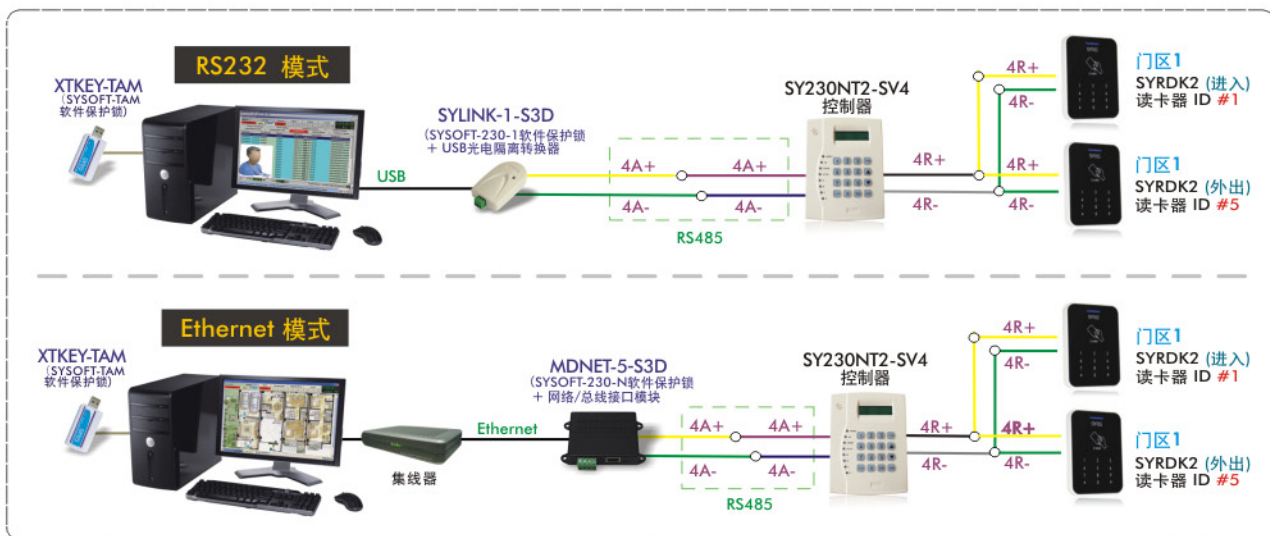 RS232 模式
XTKEY-TAM
(SYSOFT-TAM
软件保护锁)
SYLINK-1-S3D
(SYSOFT-230-1软件保护锁
+ USB光电隔离转换器
USB
4A+
4A+
4A-
4A-
RS485
SY230NT2-SV4
控制器
4R+
4R-
4R+
4R-
4R+
4R-
门区1
SYRDK2 (进入)
读卡器 ID #1
门区1
SYRDK2 (外出)
读卡器 ID #5
Ethernet 模式
XTKEY-TAM
(SYSOFT-TAM
软件保护锁)
集线器
Ethernet
MDNET-5-S3D
(SYSOFT-230-N软件保护锁
+ 网络/总线接口模块
4A+
4A+
4A-
4A-
RS485
SY230NT2-SV4
控制器
4R+
4R-
4R+
4R-
4R+
4R-
门区1
SYRDK2 (进入)
读卡器 ID #1
门区1
SYRDK2 (外出)
读卡器 ID #5